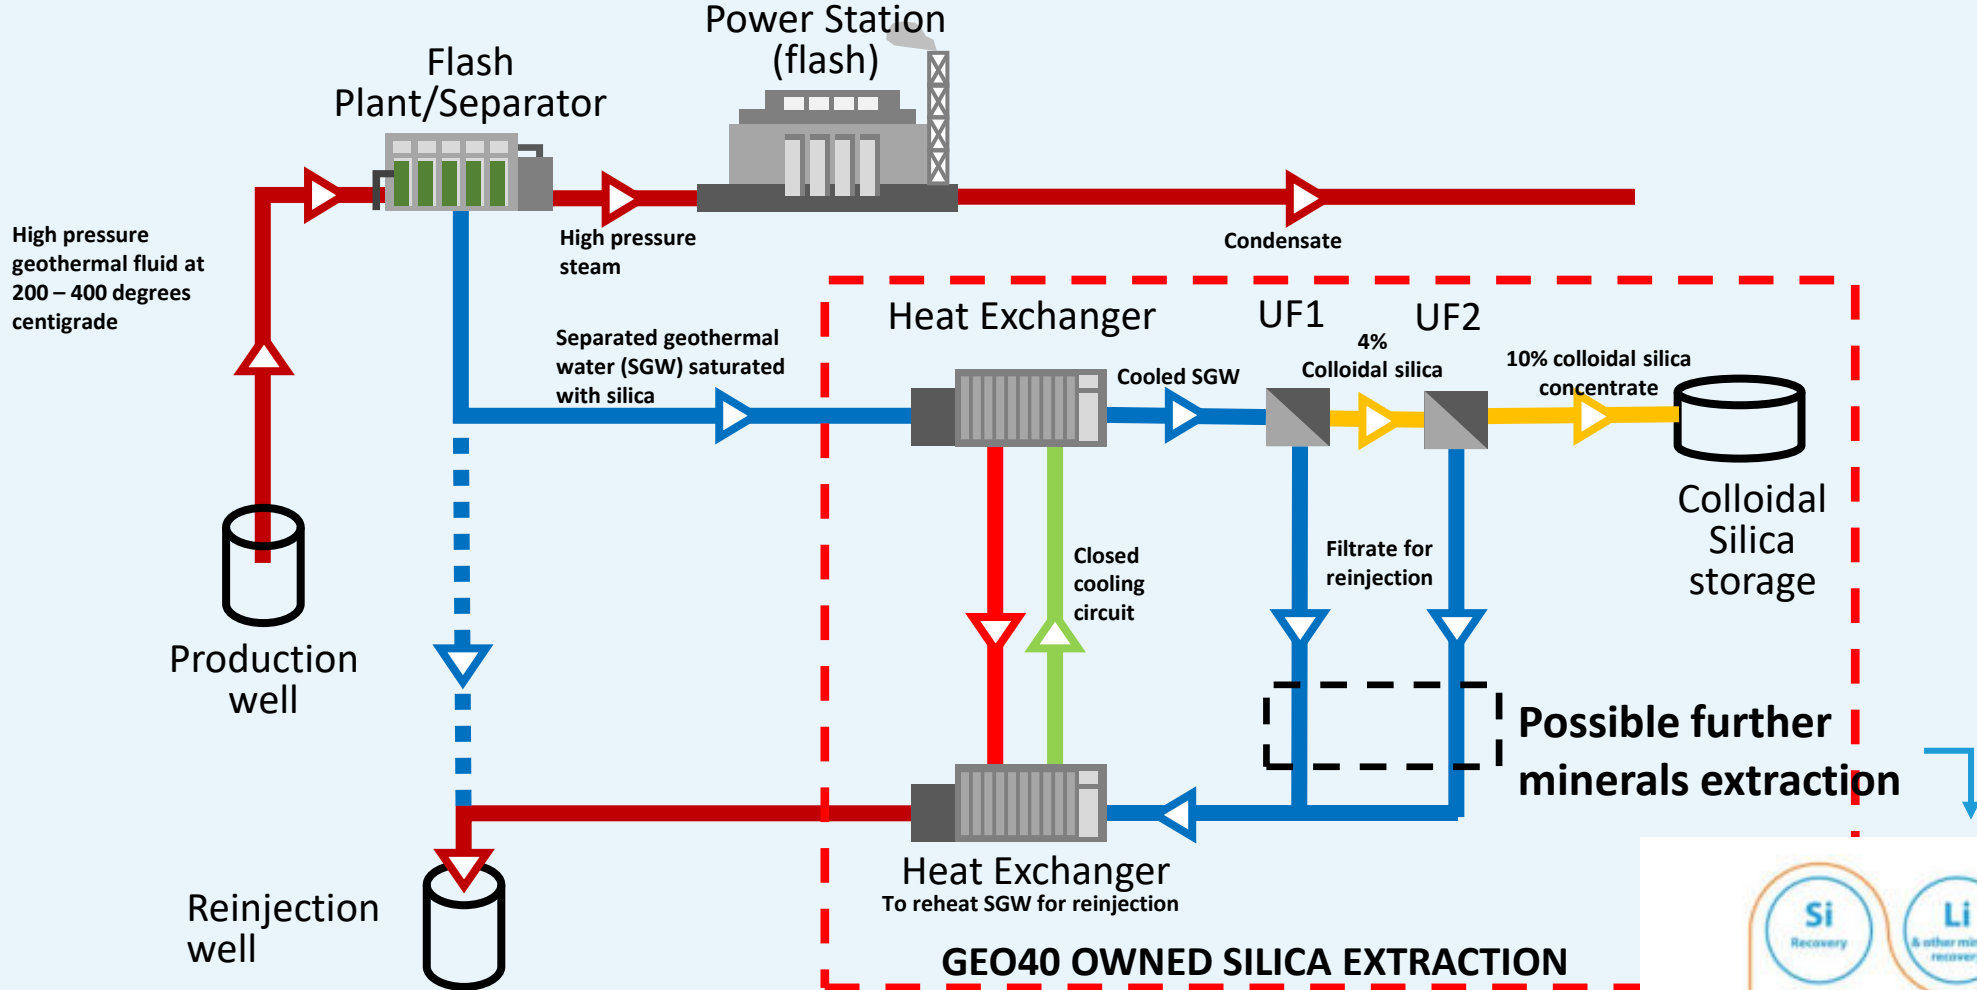 Power Station
(flash)
Flash
Plant/Separator
High pressure
geothermal fluid at
200 – 400 degrees
centigrade
High pressure
steam
Condensate
Separated geothermal
water (SGW) saturated
with silica
Heat Exchanger
Cooled SGW
UF1
4%
Colloidal silica
UF2
10% colloidal silica
concentrate
Colloidal
Silica
storage
Closed
cooling
circuit
Filtrate for
reinjection
Production
well
Possible further
minerals extraction
Heat Exchanger
To reheat SGW for reinjection
Reinjection
well
GEO40 OWNED SILICA EXTRACTION
Si
Recovery
Li
& other
recovery